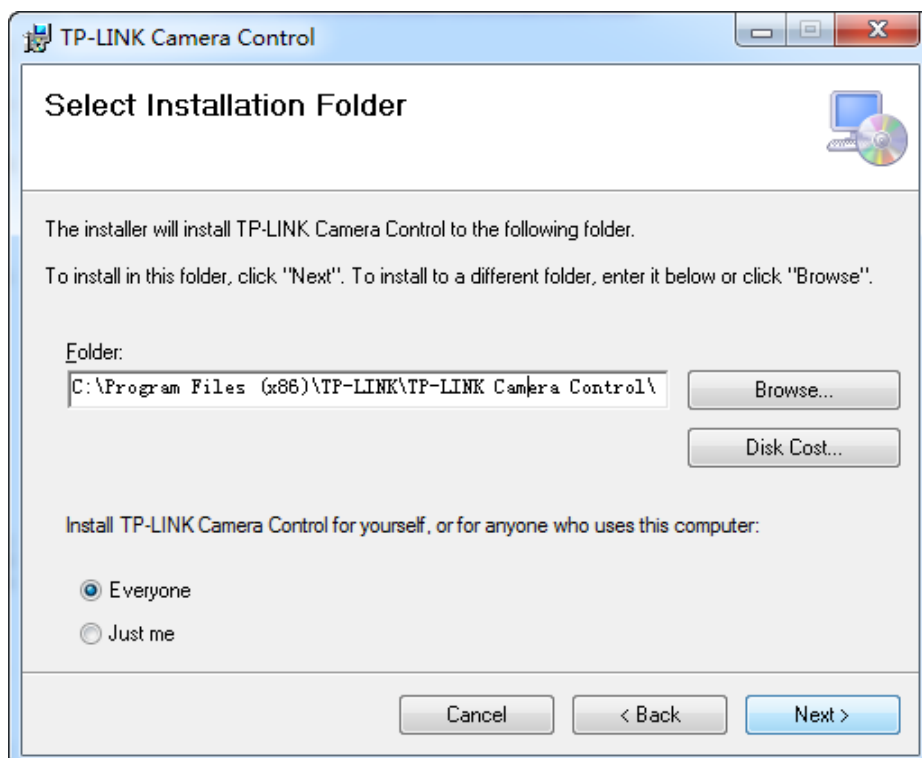 TP-LINK Camera Control
Select Installation Folder
The installer will install TP-LINK Camera Control to the following folder.
To install in this folder, click "Next". To install to a different folder, enter it below or click "Browse".
Folder:
C:\Program Files (x86)\TP-LINK\TP-LINK Camera Control\
Browse...
Disk Cost...
Install TP-LINK Camera Control for yourself, or for anyone who uses this computer:
Everyone
Just me
Cancel
< Back
Next >